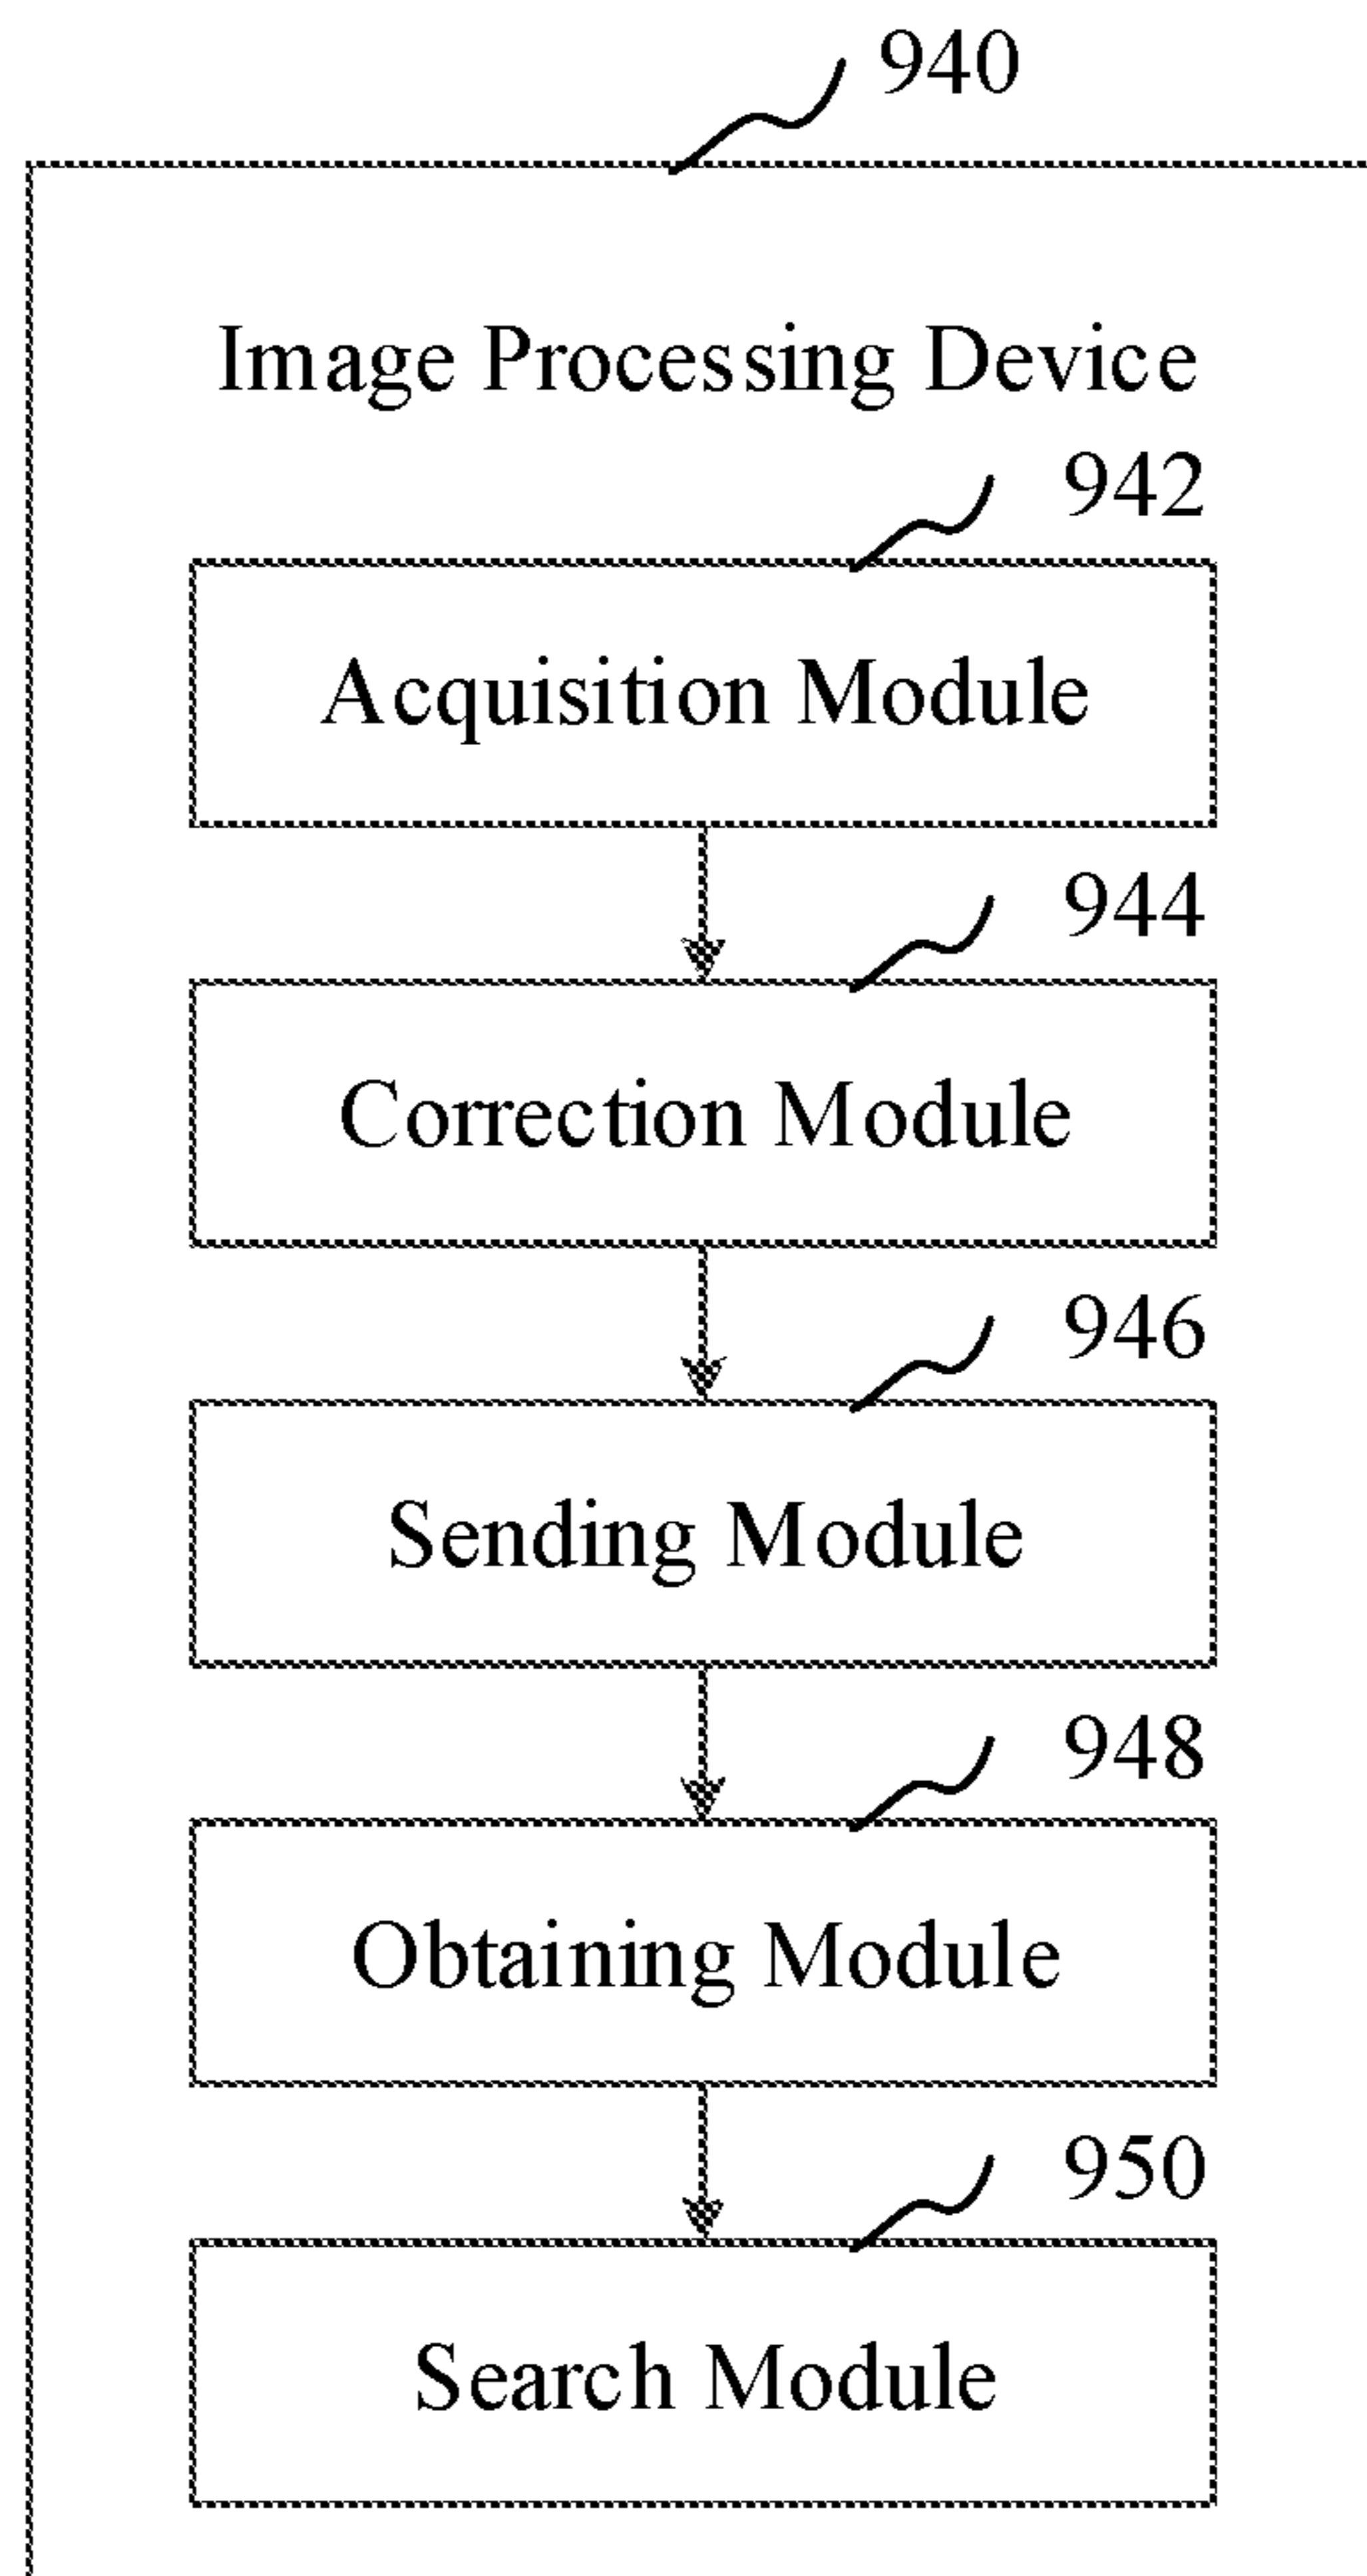 940
Image Processing Device
942
Acquisition Module
944
Correction Module
946
Sending Module
948
Obtaining Module
950
Search Module